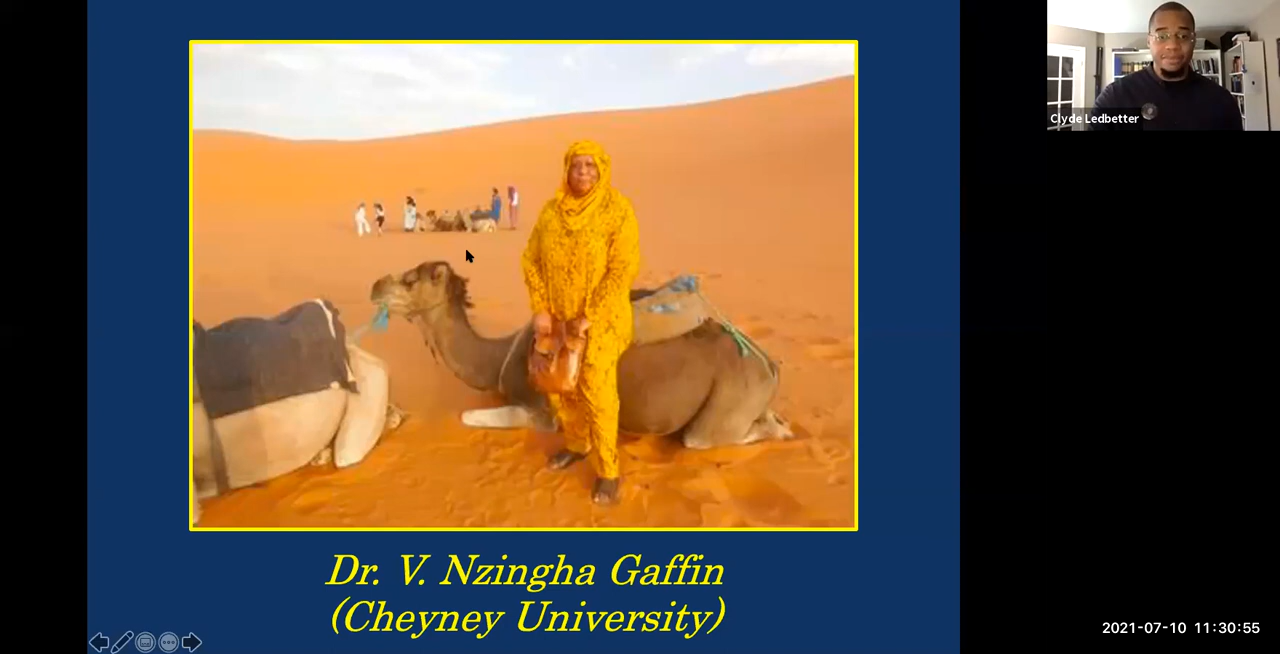 Clyde Ledbetter
Dr. V. Nzingha Gaffin
(Cheyney University)
2021-07-10 11:30:55